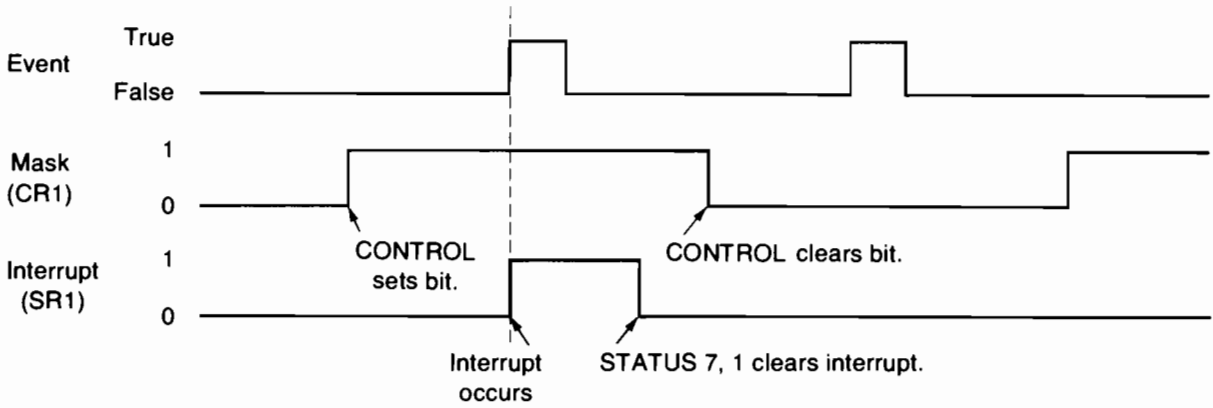 Event
True
False
Mask
(CR1)
1
0
CONTROL
sets bit.
CONTROL clears bit.
Interrupt
(SR1)
1
0
Interrupt
occurs
STATUS 7, 1 clears interrupt.